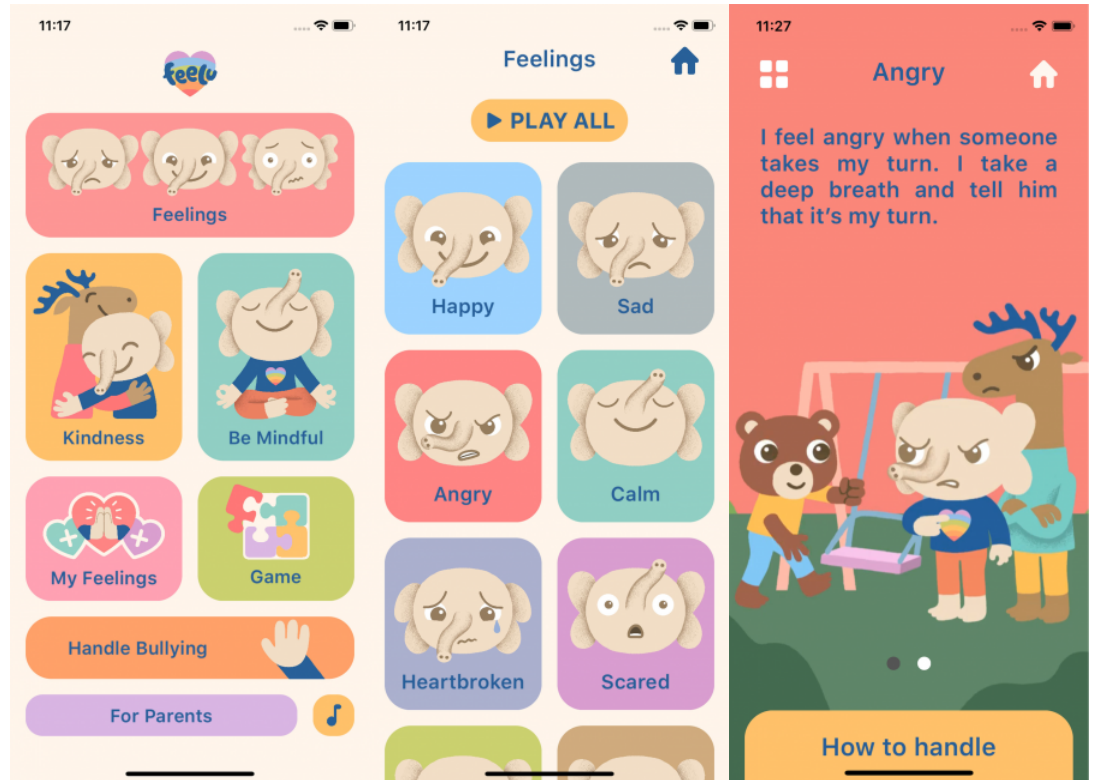 11:17
feelu
Feelings
Kindness
Be Mindful
My Feelings
Game
Handle Bullying
For Parents
11:17
Feelings
PLAY ALL
Happy
Sad
Angry
Calm
Heartbroken
Scared
11:27
Angry
I feel angry when someone
takes my turn. I take a
deep breath and tell him
that it's my turn.
How to handle